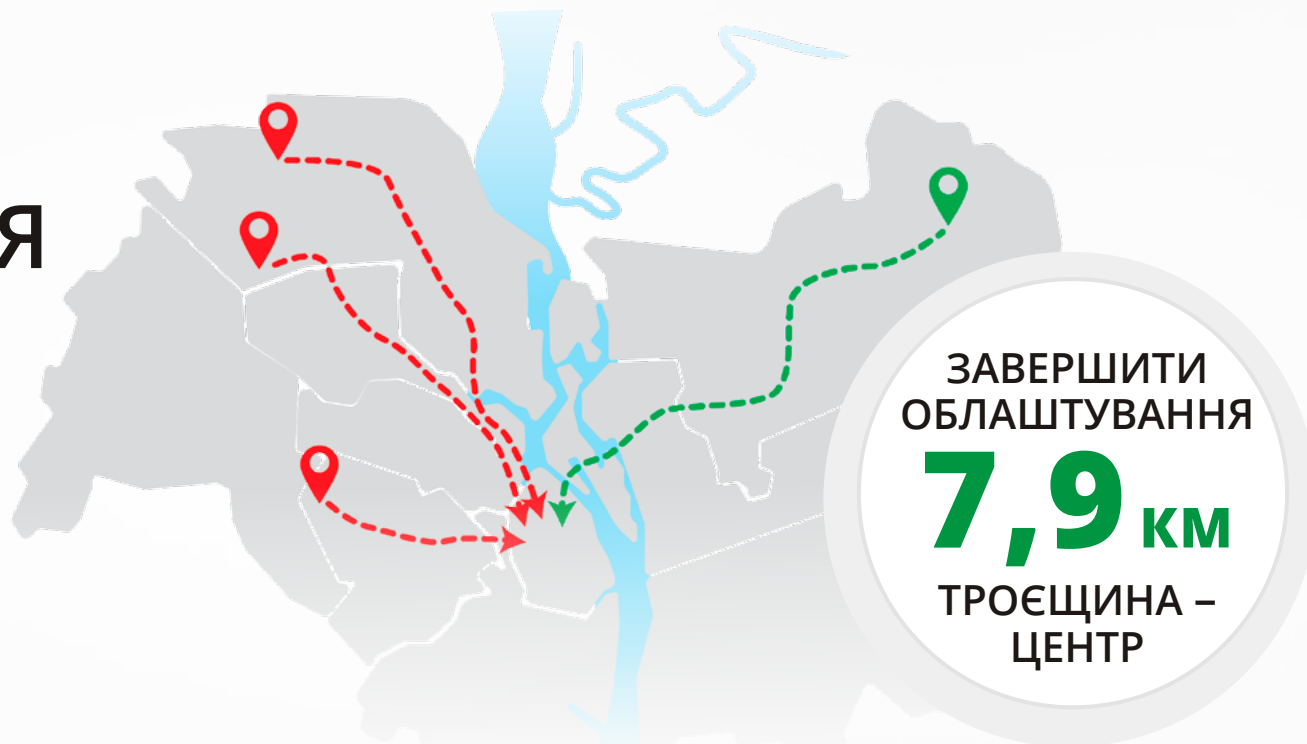 Я
ЗАВЕРШИТИ
ОБЛАШТУВАННЯ
7,9 км
ТРОЄЩИНА –
ЦЕНТР